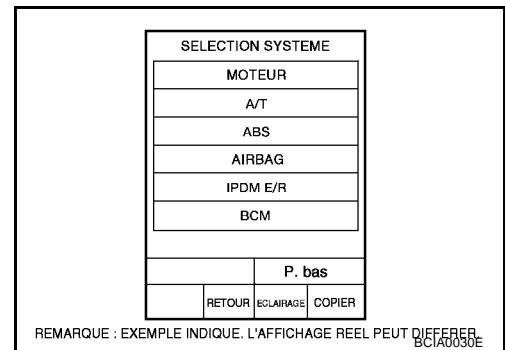 SELECTION SYSTEME
MOTEUR
A/T
ABS
AIRBAG
IPDM E/R
BCM
P. bas
RETOUR ECLAIRAGE COPIER
REMARQUE : EXEMPLE INDIQUE. L'AFFICHAGE REEL PEUT DIFFERER.
BCIA0030E